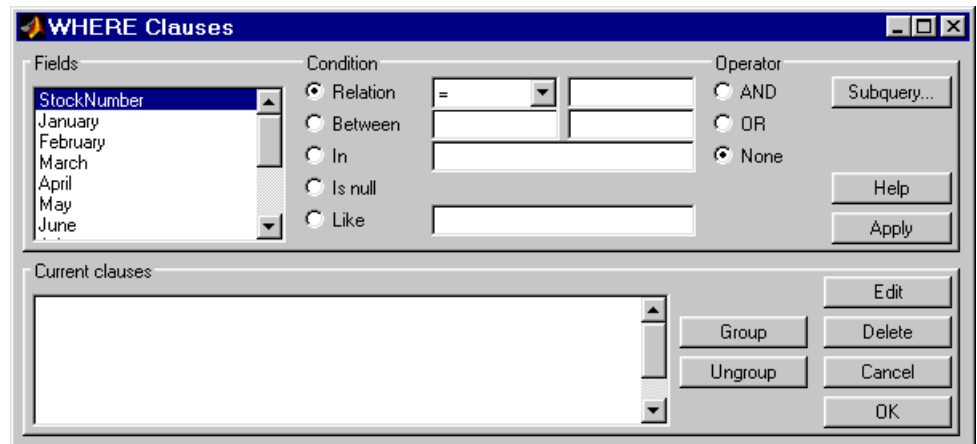 WHERE Clauses
Fields
StockNumber
January
February
March
April
May
June
Condition
Relation =
Between
In
Is null
Like
Operator
AND
OR
None
Subquery...
Help
Apply
Current clauses
Group
Ungroup
Edit
Delete
Cancel
OK